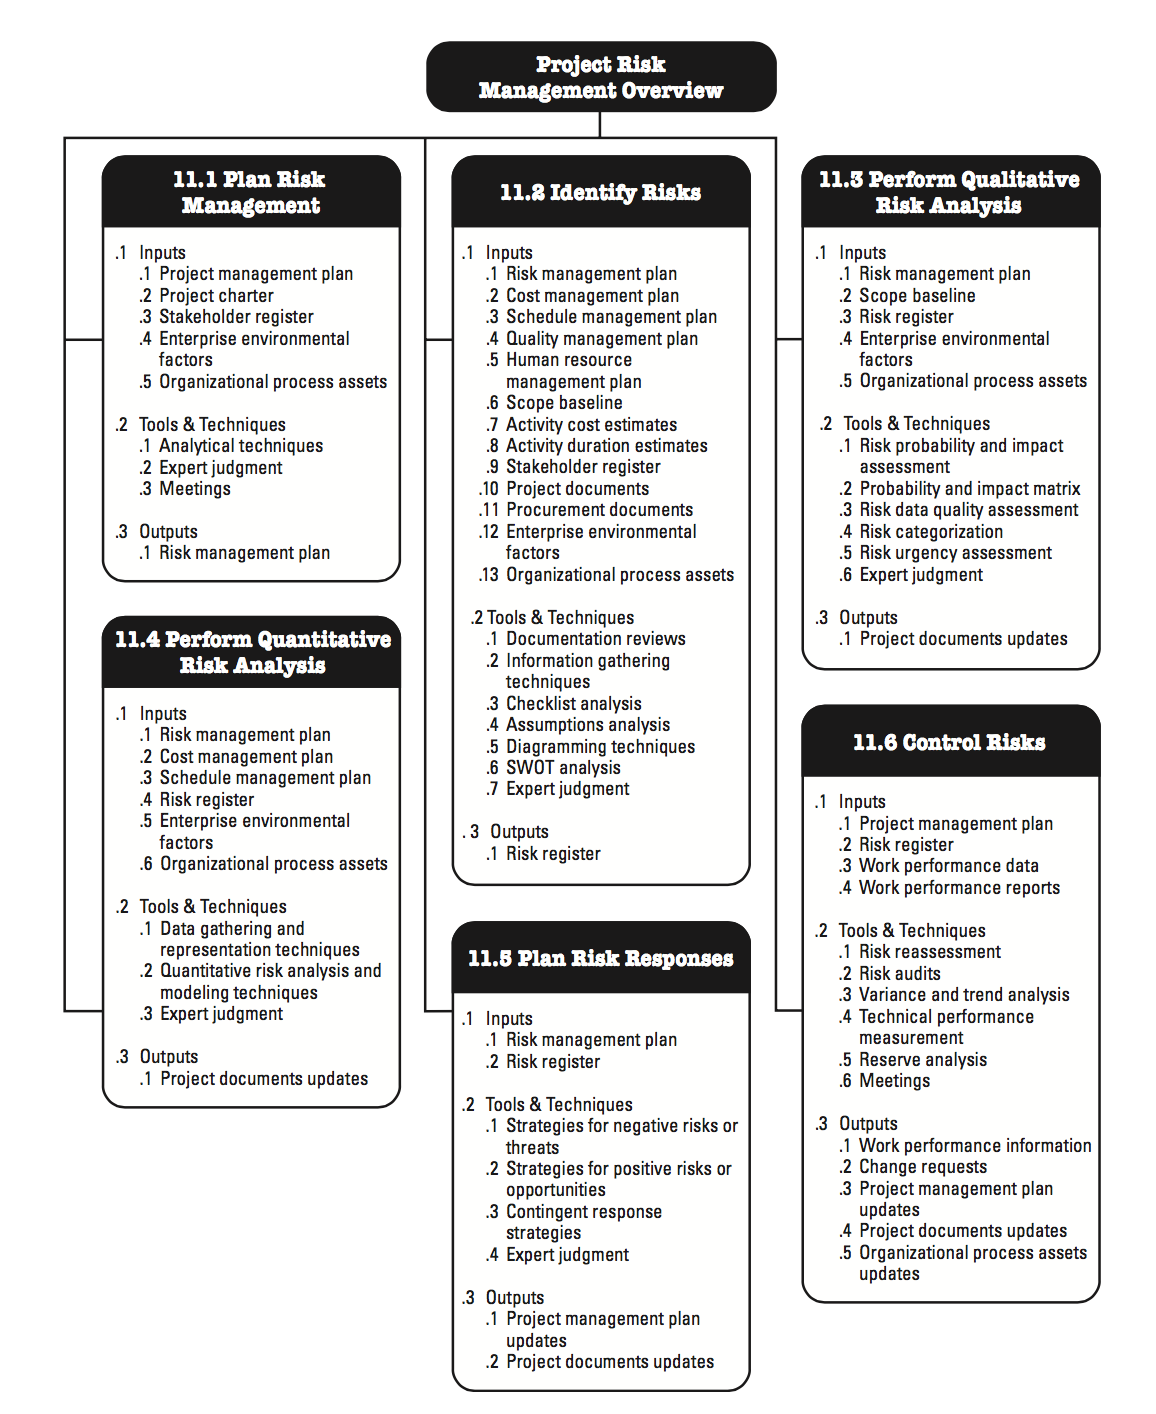 Project Risk
Management Overview
11.1 Plan Risk
Management
.1 Inputs
.1 Project management plan
.2 Project charter
.3 Stakeholder register
.4 Enterprise environmental
factors
.5 Organizational process assets
.2 Tools & Techniques
.1 Analytical techniques
.2 Expert judgment
.3 Meetings
.3 Outputs
.1 Risk management plan
11.2 Identify Risks
.1 Inputs
.1 Risk management plan
.2 Cost management plan
.3 Schedule management plan
.4 Quality management plan
.5 Human resource
management plan
.6 Scope baseline
.7 Activity cost estimates
.8 Activity duration estimates
.9 Stakeholder register
.10 Project documents
.11 Procurement documents
.12 Enterprise environmental
factors
.13 Organizational process assets
.2 Tools & Techniques
.1 Documentation reviews
.2 Information gathering
techniques
.3 Checklist analysis
.4 Assumptions analysis
.5 Diagramming techniques
.6 SWOT analysis
.7 Expert judgment
. 3 Outputs
.1 Risk register
11.3 Perform Qualitative
Risk Analysis
.1 Inputs
.1 Risk management plan
.2 Scope baseline
.3 Risk register
.4 Enterprise environmental
factors
.5 Organizational process assets
.2 Tools & Techniques
.1 Risk probability and impact
assessment
.2 Probability and impact matrix
.3 Risk data quality assessment
.4 Risk categorization
.5 Risk urgency assessment
.6 Expert judgment
.3 Outputs
.1 Project documents updates
11.4 Perform Quantitative
Risk Analysis
.1 Inputs
.1 Risk management plan
.2 Cost management plan
.3 Schedule management plan
.4 Risk register
.5 Enterprise environmental
factors
.6 Organizational process assets
.2 Tools & Techniques
.1 Data gathering and
representation techniques
.2 Quantitative risk analysis and
modeling techniques
.3 Expert judgment
.3 Outputs
.1 Project documents updates
11.5 Plan Risk Responses
.1 Inputs
.1 Risk management plan
.2 Risk register
.2 Tools & Techniques
.1 Strategies for negative risks or
threats
.2 Strategies for positive risks or
opportunities
.3 Contingent response
strategies
.4 Expert judgment
.3 Outputs
.1 Project management plan
updates
.2 Project documents updates
11.6 Control Risks
.1 Inputs
.1 Project management plan
.2 Risk register
.3 Work performance data
.4 Work performance reports
.2 Tools & Techniques
.1 Risk reassessment
.2 Risk audits
.3 Variance and trend analysis
.4 Technical performance
measurement
.5 Reserve analysis
.6 Meetings
.3 Outputs
.1 Work performance information
.2 Change requests
.3 Project management plan
updates
.4 Project documents updates
.5 Organizational process assets
updates